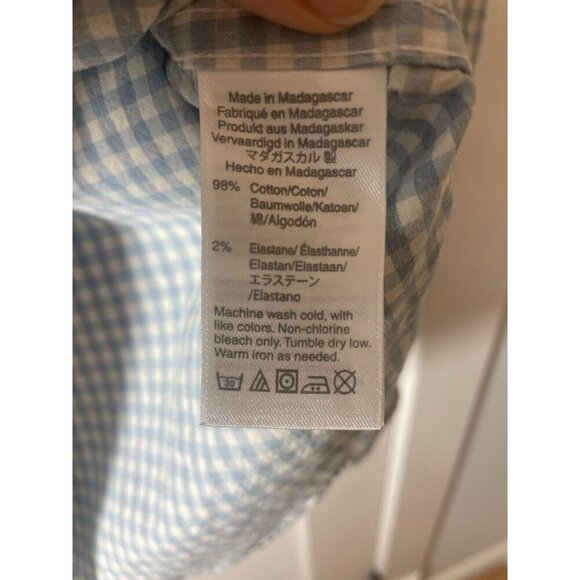 Made in Madagascar
Fabriqué en Madagascar
Produkt aus Madagaskar
Vervaardigd in Madagascar
マダガスカル 製
Hecho en Madagascar
98% Cotton/Coton/
Baumwolle/Katoen/
綿/Algodón
2% Elastane/ Élasthanne/
Elastan/Elastaan/
エラステーン
/Elastano
Machine wash cold, with
like colors. Non-chlorine
bleach only. Tumble dry low.
Warm iron as needed.
30